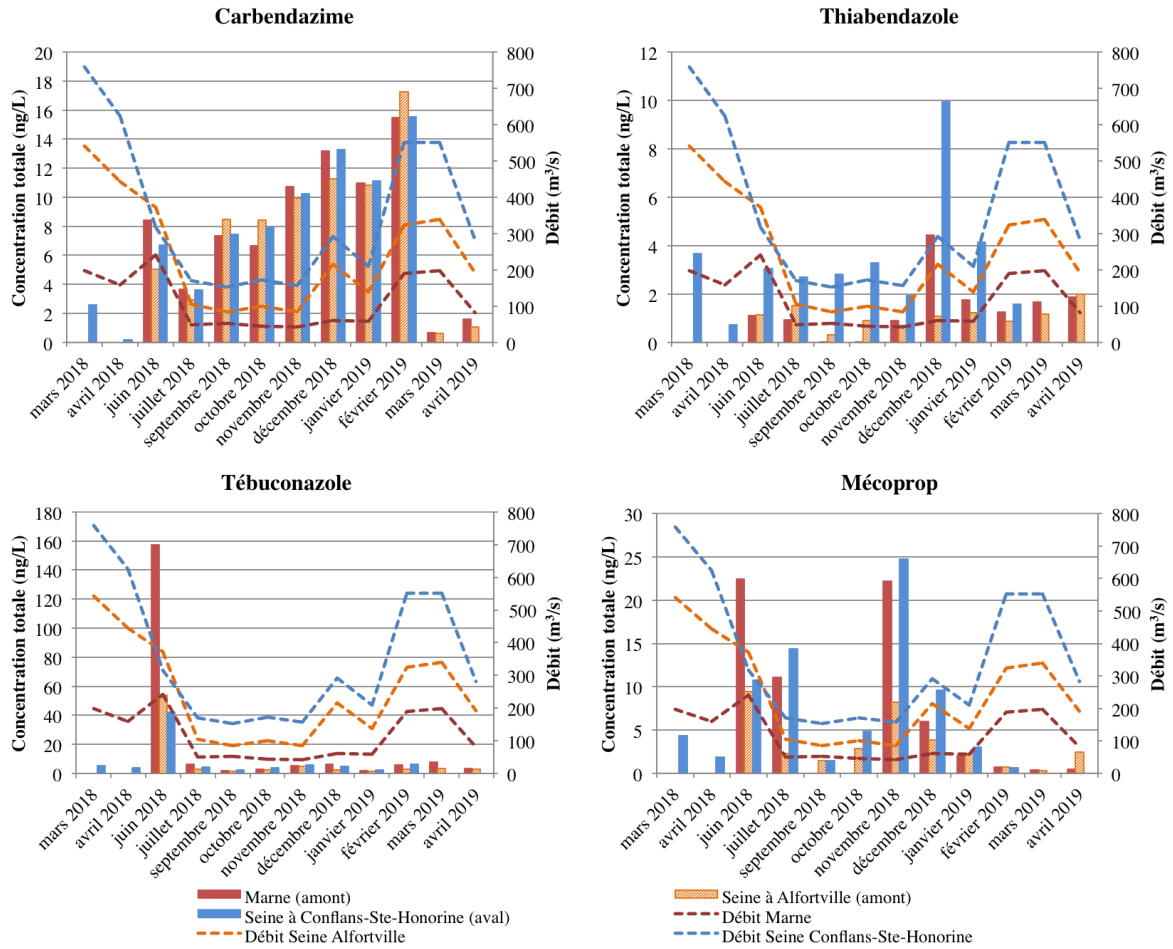 Carbendazime
Concentration totale (ng/L)
20
18
16
14
12
10
8
6
4
2
0
800
700
600
500
400
300
200
100
0
Débit (m³/s)
mars 2018
avril 2018
juin 2018
juillet 2018
septembre 2018
octobre 2018
novembre 2018
décembre 2018
janvier 2019
février 2019
mars 2019
avril 2019
Thiabendazole
Concentration totale (ng/L)
12
10
8
6
4
2
0
800
700
600
500
400
300
200
100
0
Débit (m³/s)
mars 2018
avril 2018
juin 2018
juillet 2018
septembre 2018
octobre 2018
novembre 2018
décembre 2018
janvier 2019
février 2019
mars 2019
avril 2019
Tébuconazole
Concentration totale (ng/L)
180
160
140
120
100
80
60
40
20
0
800
700
600
500
400
300
200
100
0
Débit (m³/s)
mars 2018
avril 2018
juin 2018
juillet 2018
septembre 2018
octobre 2018
novembre 2018
décembre 2018
janvier 2019
février 2019
mars 2019
avril 2019
Mécoprop
Concentration totale (ng/L)
30
25
20
15
10
5
0
800
700
600
500
400
300
200
100
0
Débit (m³/s)
mars 2018
avril 2018
juin 2018
juillet 2018
septembre 2018
octobre 2018
novembre 2018
décembre 2018
janvier 2019
février 2019
mars 2019
avril 2019
Marne (amont)
Seine à Alfortville (amont)
Seine à Conflans-Ste-Honorine (aval)
Débit Marne
Débit Seine Alfortville
Débit Seine Conflans-Ste-Honorine